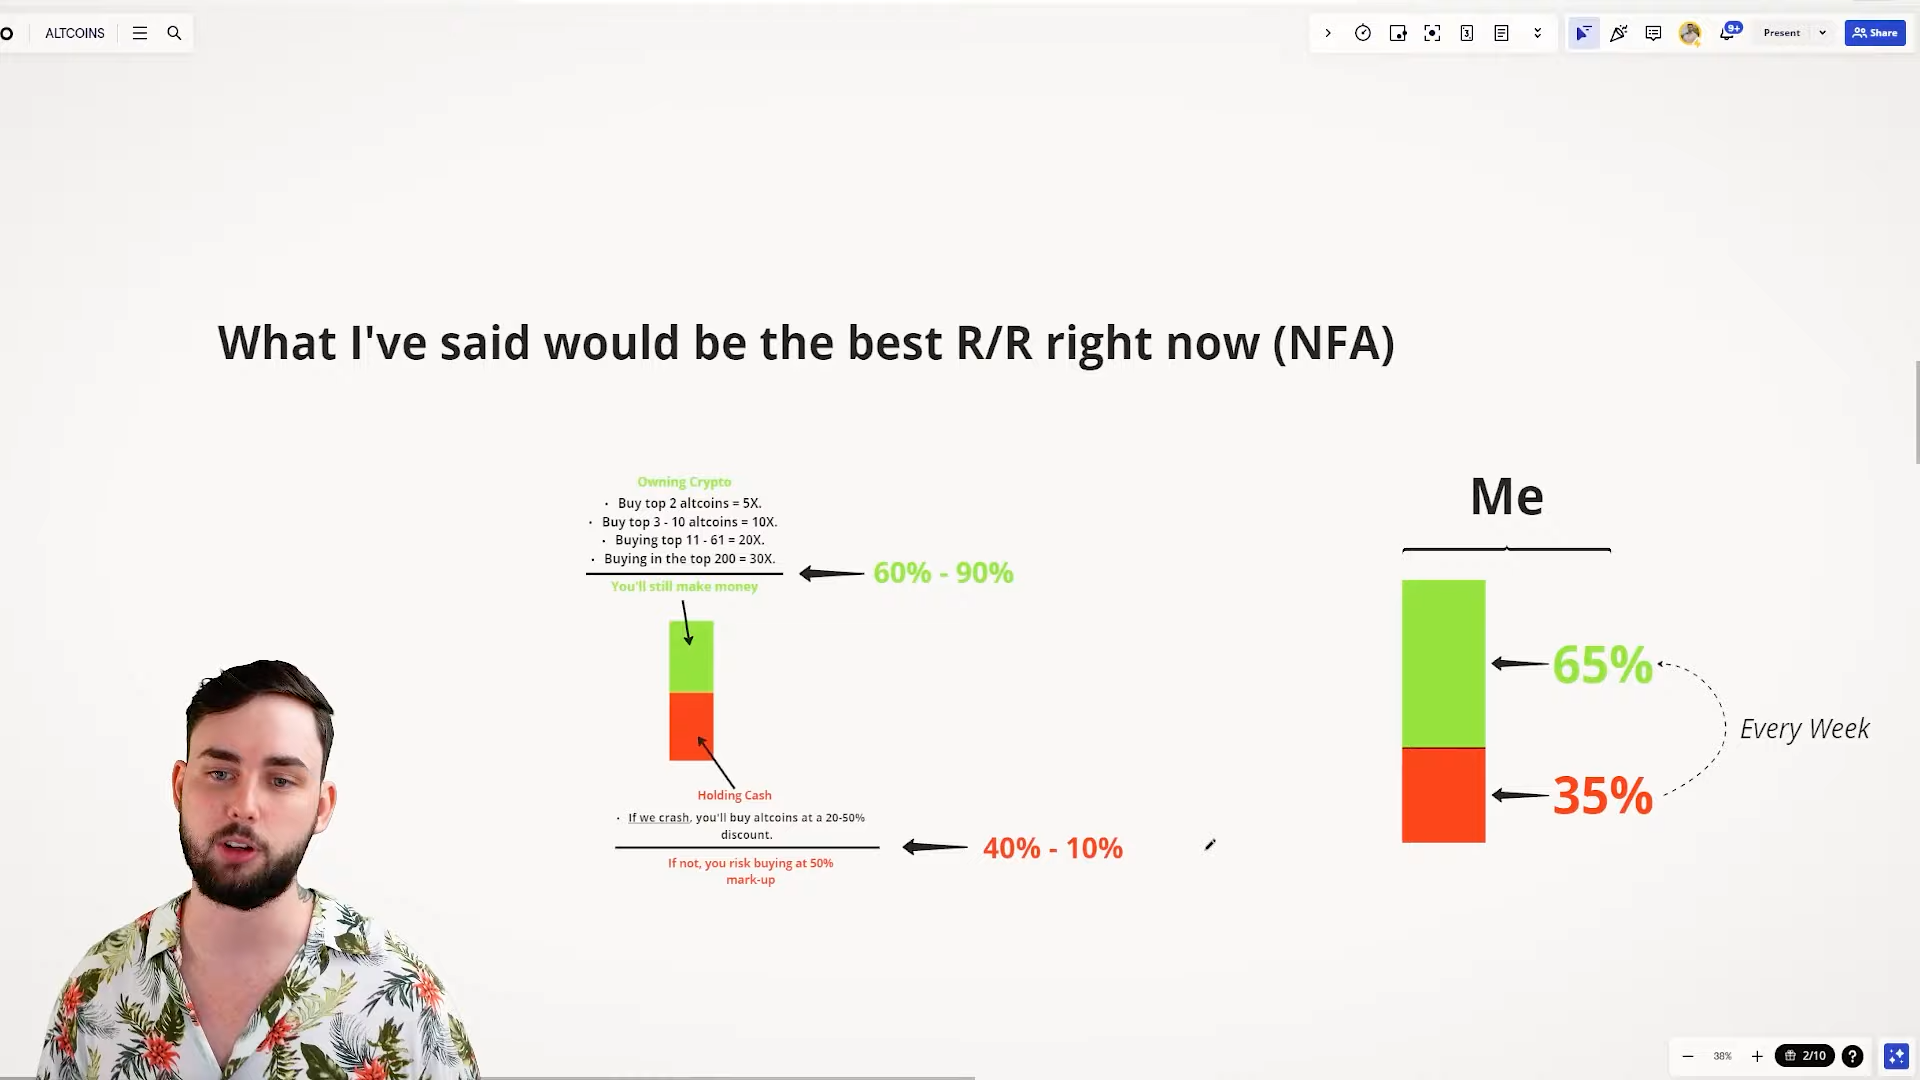 ALTCOINS
9+
Present
Share
What I've said would be the best R/R right now (NFA)
Owning Crypto
· Buy top 2 altcoins = 5X.
· Buy top 3 - 10 altcoins = 10X.
· Buying top 11 - 61 = 20X.
· Buying in the top 200 = 30X.
60% - 90%
You'll still make money
Holding Cash
· If we crash, you'll buy altcoins at a 20-50%
discount.
40% - 10%
If not, you risk buying at 50%
mark-up
Me
65%
Every Week
35%
38%
2/10